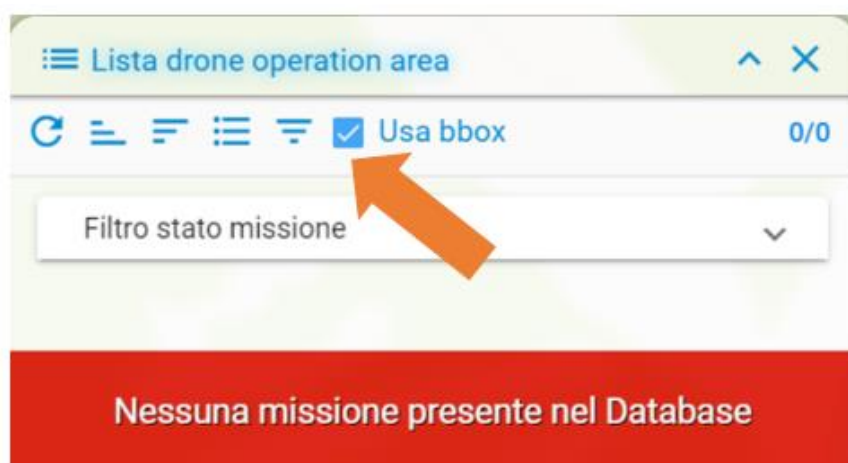 Lista drone operation area
Usa bbox 0/0
Filtro stato missione
Nessuna missione presente nel Database